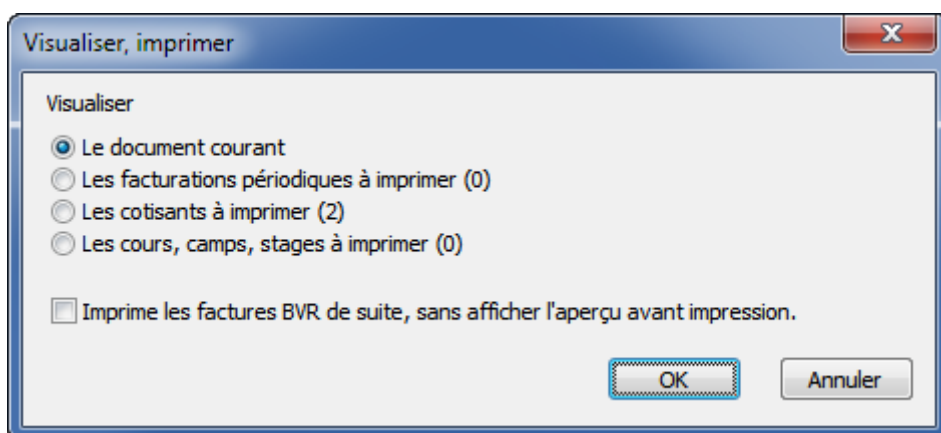 Visualiser, imprimer
Visualiser
Le document courant
Les facturations périodiques à imprimer (0)
Les cotisants à imprimer (2)
Les cours, camps, stages à imprimer (0)
Imprime les factures BVR de suite, sans afficher l'aperçu avant impression.
OK Annuler